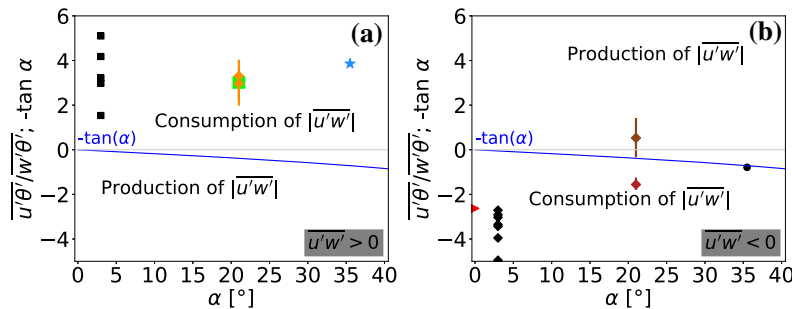 (a)
6
4
2
0
−2
−4
Consumption of |u′w′|
-tan(α)
Production of |u′w′|
u′w′ > 0
0 5 10 15 20 25 30 35 40
α [°]
u′θ′/w′θ′; -tan α
(b)
6
4
2
0
−2
−4
Production of |u′w′|
-tan(α)
Consumption of |u′w′|
u′w′ < 0
0 5 10 15 20 25 30 35 40
α [°]
u′θ′/w′θ′; -tan α